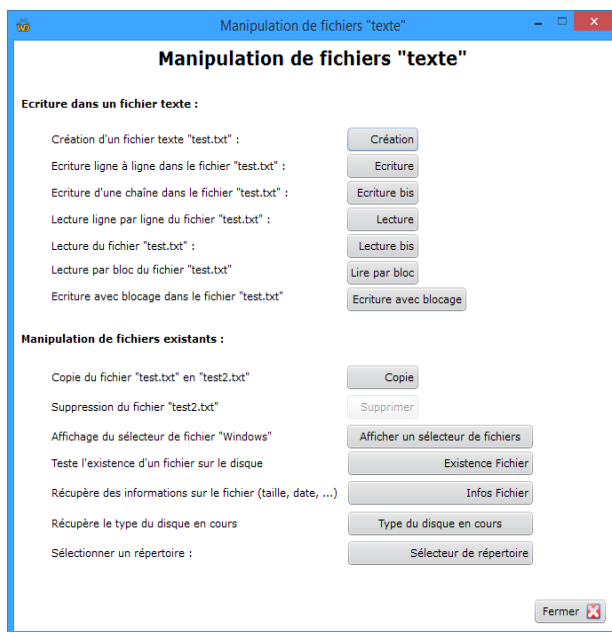 Manipulation de fichiers "texte"
Manipulation de fichiers "texte"
Ecriture dans un fichier texte :
Création d'un fichier texte "test.txt" : Création
Ecriture ligne à ligne dans le fichier "test.txt" : Ecriture
Ecriture d'une chaîne dans le fichier "test.txt" : Ecriture bis
Lecture ligne par ligne du fichier "test.txt" : Lecture
Lecture du fichier "test.txt" : Lecture bis
Lecture par bloc du fichier "test.txt" Lire par bloc
Ecriture avec blocage dans le fichier "test.txt" Ecriture avec blocage
Manipulation de fichiers existants :
Copie du fichier "test.txt" en "test2.txt" Copie
Suppression du fichier "test2.txt" Supprimer
Affichage du sélecteur de fichier "Windows" Afficher un sélecteur de fichiers
Teste l'existence d'un fichier sur le disque Existence Fichier
Récupère des informations sur le fichier (taille, date, ...) Infos Fichier
Récupère le type du disque en cours Type du disque en cours
Sélectionner un répertoire : Sélecteur de répertoire
Fermer